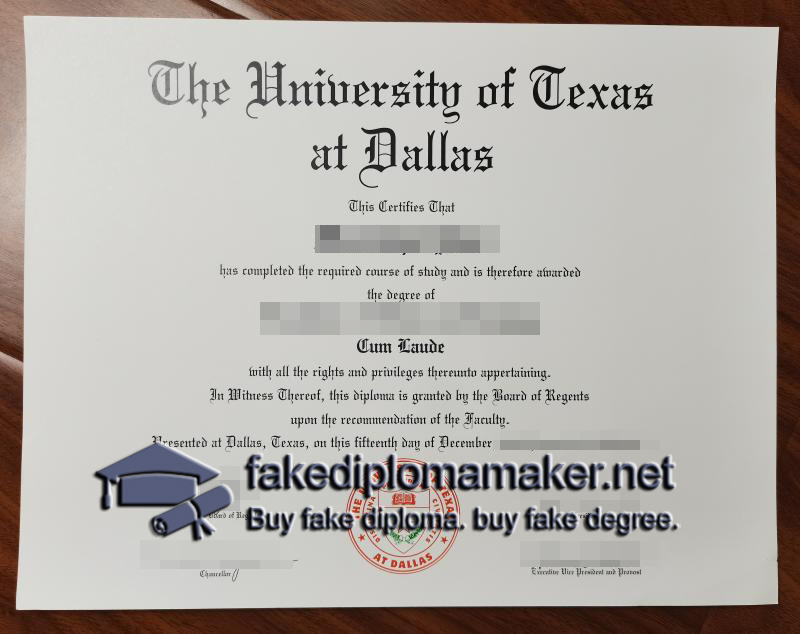 The University of Texas
at Dallas
This Certifies That
has completed the required course of study and is therefore awarded
the degree of
Cum Laude
with all the rights and privileges thereunto appertaining.
In Witness Thereof, this diploma is granted by the Board of Regents
upon the recommendation of the Faculty.
Presented at Dallas, Texas, on this fifteenth day of December
fakediplomamaker.net
Buy fake diploma. buy fake degree.
AT DALLAS
Chancellor
Executive Vice President and Provost